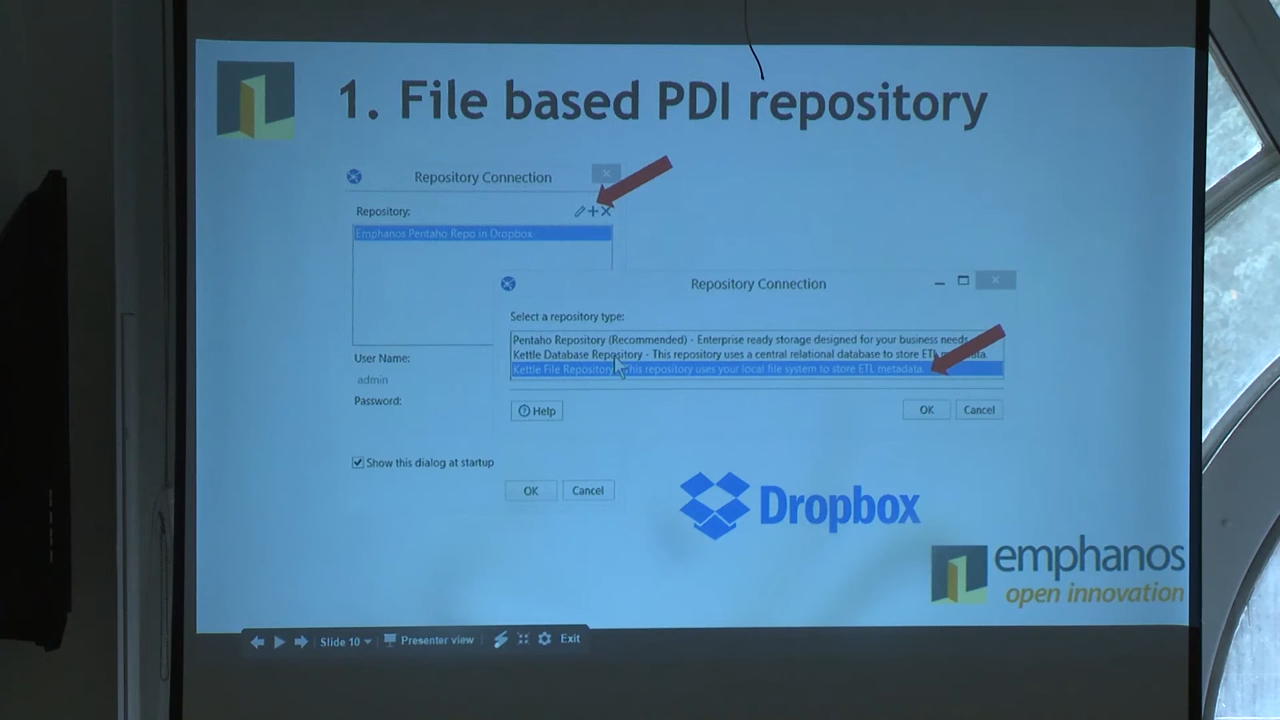 1. File based PDI repository
Repository Connection
Repository:
Emphanos Pentaho Repo in Dropbox
Repository Connection
Select a repository type:
Pentaho Repository (Recommended) - Enterprise ready storage designed for your business needs
Kettle Database Repository - This repository uses a central relational database to store ETL metadata.
Kettle File Repository This repository uses your local file system to store ETL metadata.
User Name:
admin
Password:
Help
OK Cancel
Show this dialog at startup
OK Cancel
Dropbox
emphanos
open innovation
Slide 10 Presenter view Exit